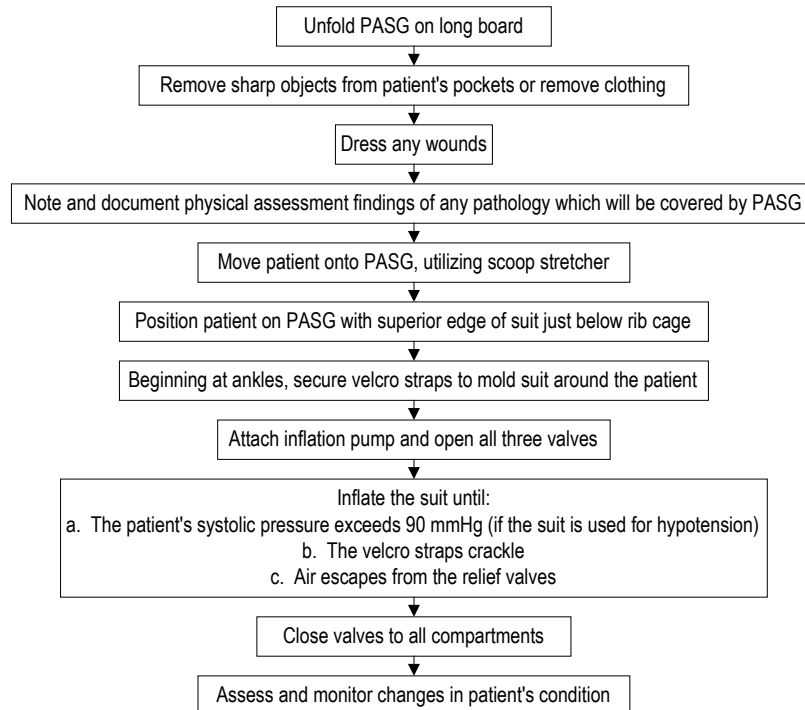 Unfold PASG on long board
Remove sharp objects from patient's pockets or remove clothing
Dress any wounds
Note and document physical assessment findings of any pathology which will be covered by PASG
Move patient onto PASG, utilizing scoop stretcher
Position patient on PASG with superior edge of suit just below rib cage
Beginning at ankles, secure velcro straps to mold suit around the patient
Attach inflation pump and open all three valves
Inflate the suit until:
a. The patient's systolic pressure exceeds 90 mmHg (if the suit is used for hypotension)
b. The velcro straps crackle
c. Air escapes from the relief valves
Close valves to all compartments
Assess and monitor changes in patient's condition